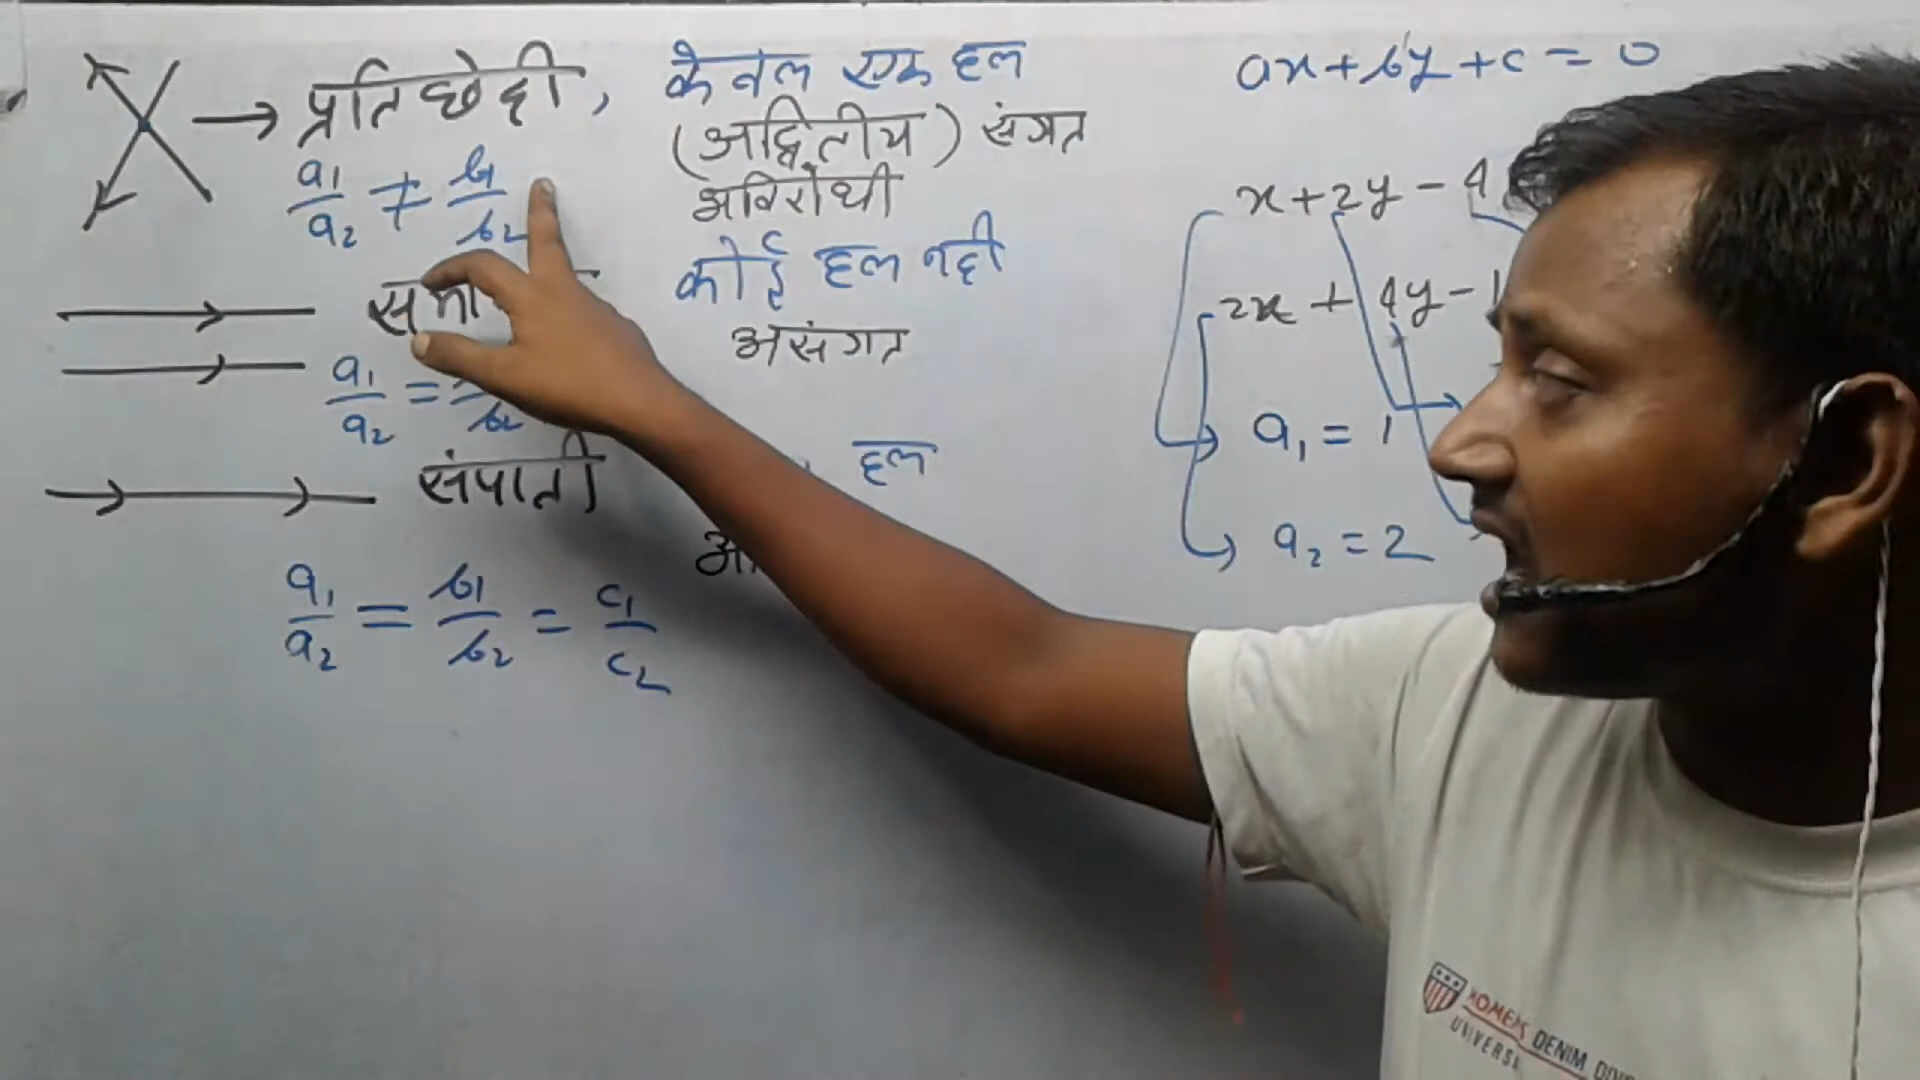 प्रतिछेदी,
a₁/a₂ ≠ b₁/b₂
a₁/a₂ =
संपाती
a₁/a₂ = b₁/b₂ = c₁/c₂
केवल एक हल
(अद्वितीय) संगत
अविरोधी
कोई हल नही
असंगत
हल
ax+by+c=0
x+2y-4
2x+4y-1
a₁=1
a₂=2
DENIM